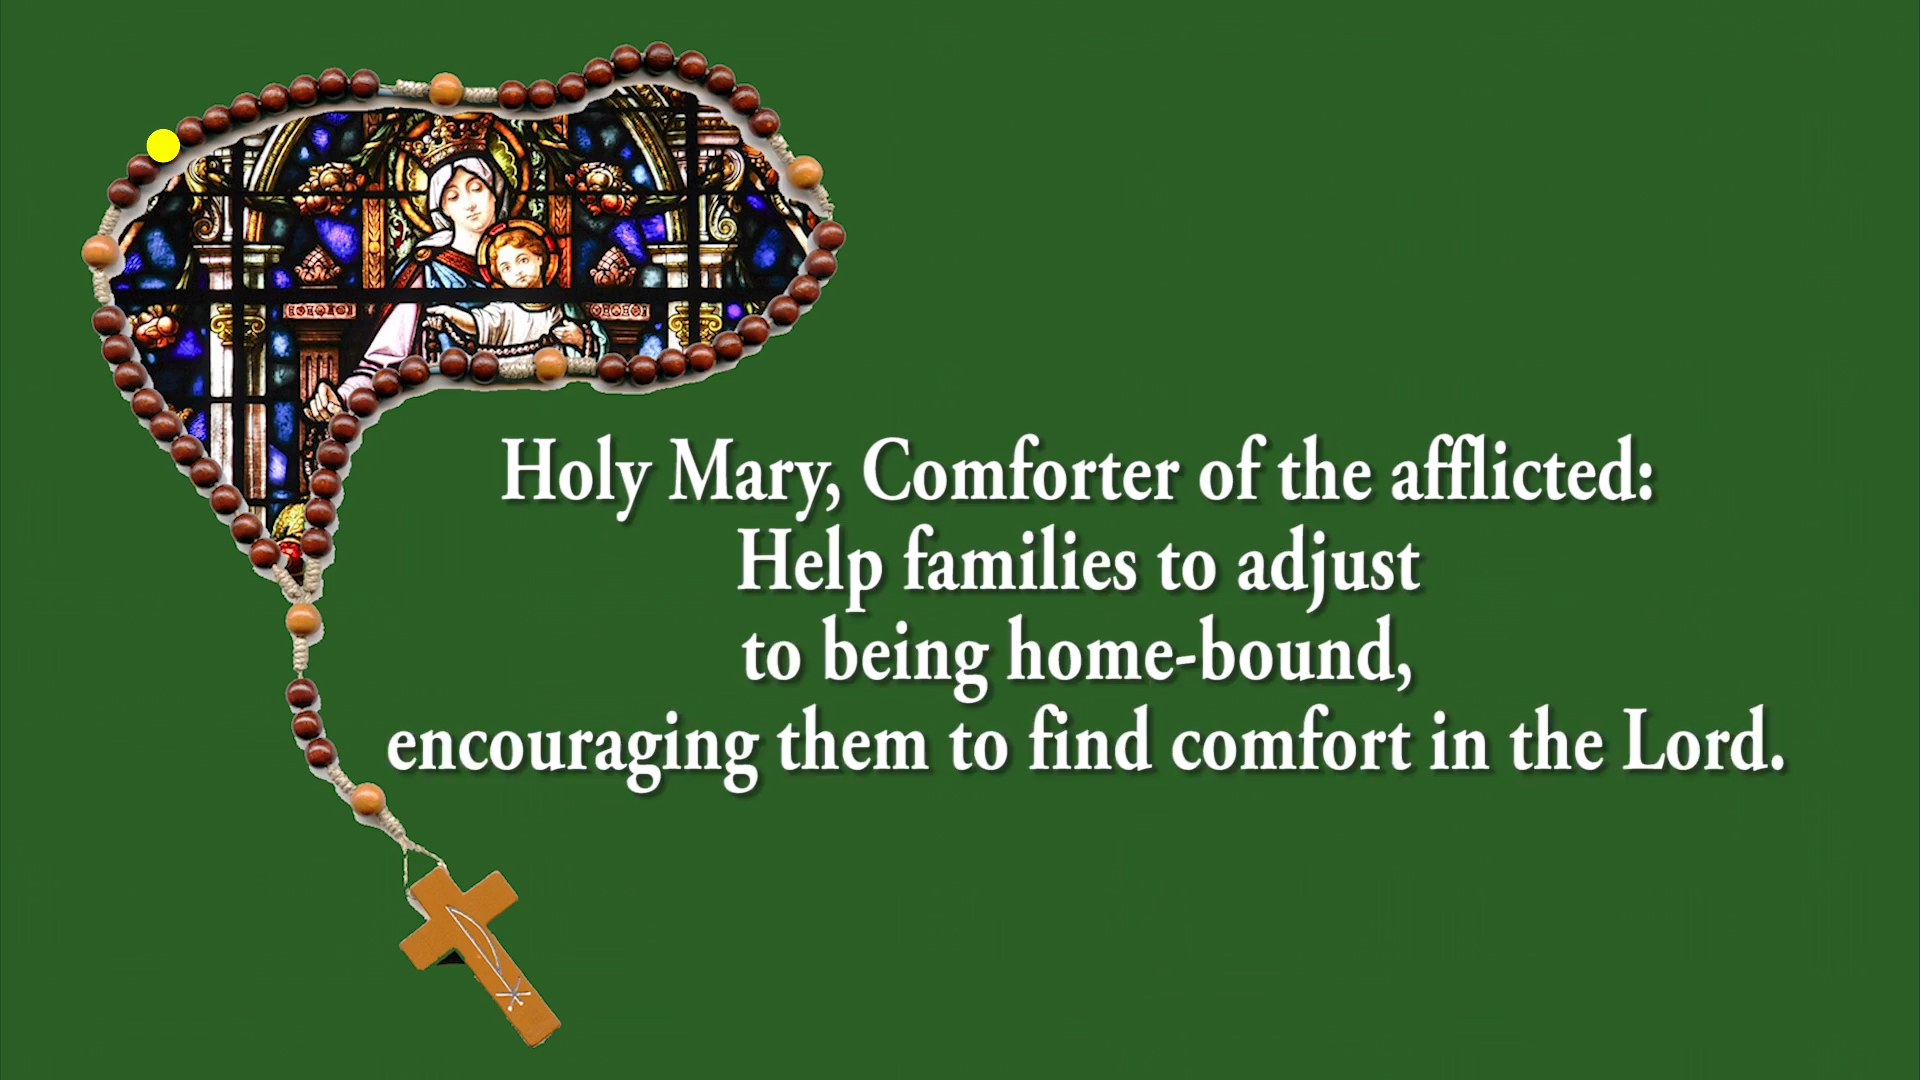 Holy Mary, Comforter of the afflicted:
Help families to adjust
to being home-bound,
encouraging them to find comfort in the Lord.